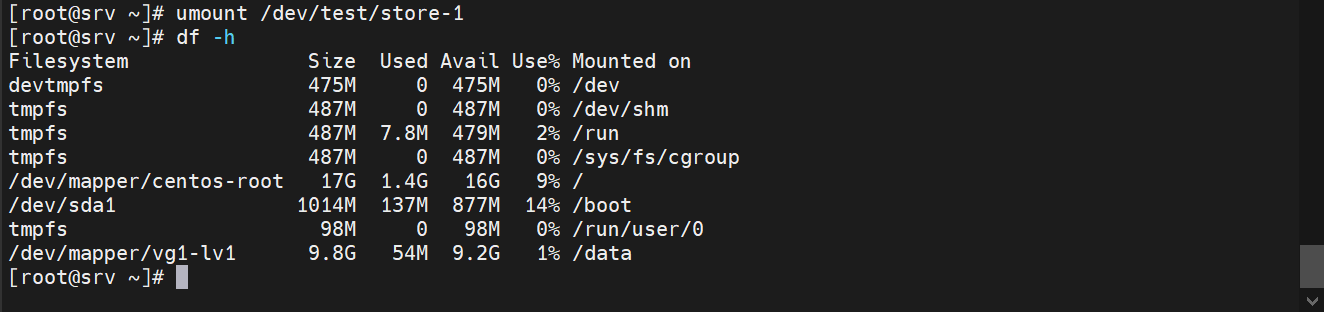 [root@srv ~]# umount /dev/test/store-1
[root@srv ~]# df -h
Filesystem               Size  Used Avail Use% Mounted on
devtmpfs                 475M     0  475M   0% /dev
tmpfs                    487M     0  487M   0% /dev/shm
tmpfs                    487M  7.8M  479M   2% /run
tmpfs                    487M     0  487M   0% /sys/fs/cgroup
/dev/mapper/centos-root   17G  1.4G   16G   9% /
/dev/sda1               1014M  137M  877M  14% /boot
tmpfs                     98M     0   98M   0% /run/user/0
/dev/mapper/vg1-lv1      9.8G   54M  9.2G   1% /data
[root@srv ~]#